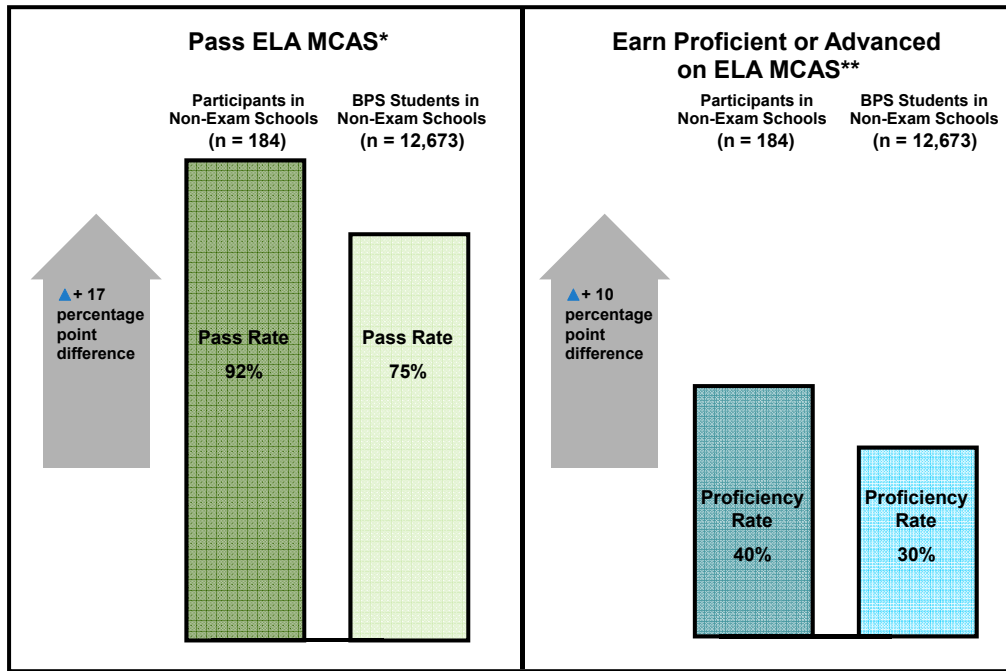 Pass ELA MCAS*
Participants in
Non-Exam Schools
(n = 184)
BPS Students in
Non-Exam Schools
(n = 12,673)
+ 17
percentage
point
difference
Pass Rate
92%
Pass Rate
75%
Earn Proficient or Advanced
on ELA MCAS**
Participants in
Non-Exam Schools
(n = 184)
BPS Students in
Non-Exam Schools
(n = 12,673)
+ 10
percentage
point
difference
Proficiency
Rate
40%
Proficiency
Rate
30%